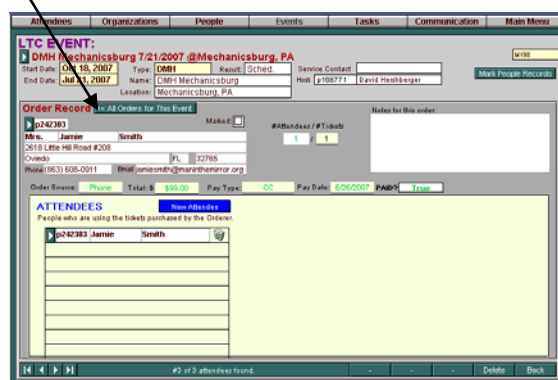 Attendees Organizations People Events Tasks Communication Main Menu
LTC EVENT:
DMH Mechanicsburg 7/21/2007 @Mechanicsburg, PA
M198
Start Date: Oct 18, 2007 Type: DMH Result: Sched. Service Contact
Mark People Records
End Date: Jul 21, 2007 Name: DMH Mechanicsburg Host p108771 David Hershberger
Location: Mechanicsburg, PA
Order Record << All Orders for This Event
Notes for this order:
p242303 Marked:
#Attendees / #Tickets
Mrs. Jamie Smith
1 / 1
2618 Little Hill Road #208
Oviedo FL 32765
Phone (863) 608-0911 Email jamiesmith@maninthemirror.org
Order Source: Phone Total: $ $99.00 Pay Type: CC Pay Date: 6/26/2007 PAID? True
ATTENDEES New Attendee
People who are using the tickets purchased by the Orderer.
p242303 Jamie Smith
#3 of 3 attendees found.
- - - Delete Back